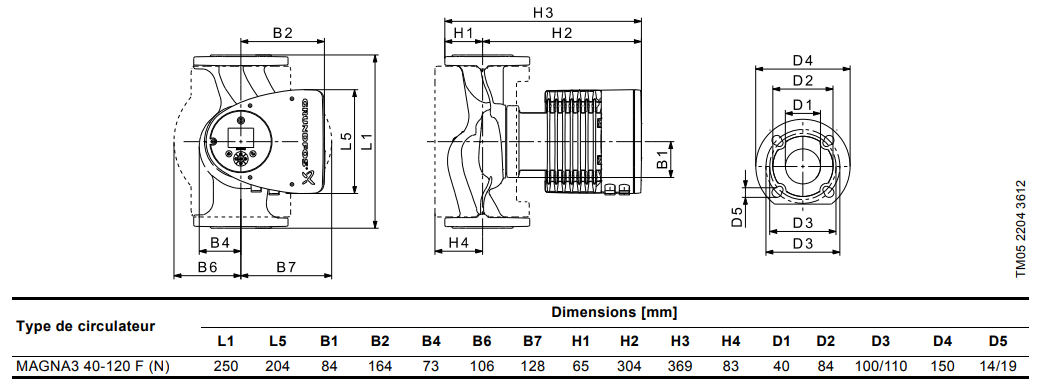 H3
B2
H1 H2
D4
D2
D1
GRUNDFOS
L5
L1
B1
D5
B4
H4
D3
B6 B7
D3
TM05 2204 3612
Type de circulateur
Dimensions [mm]
L1 L5 B1 B2 B4 B6 B7 H1 H2 H3 H4 D1 D2 D3 D4 D5
MAGNA3 40-120 F (N) 250 204 84 164 73 106 128 65 304 369 83 40 84 100/110 150 14/19